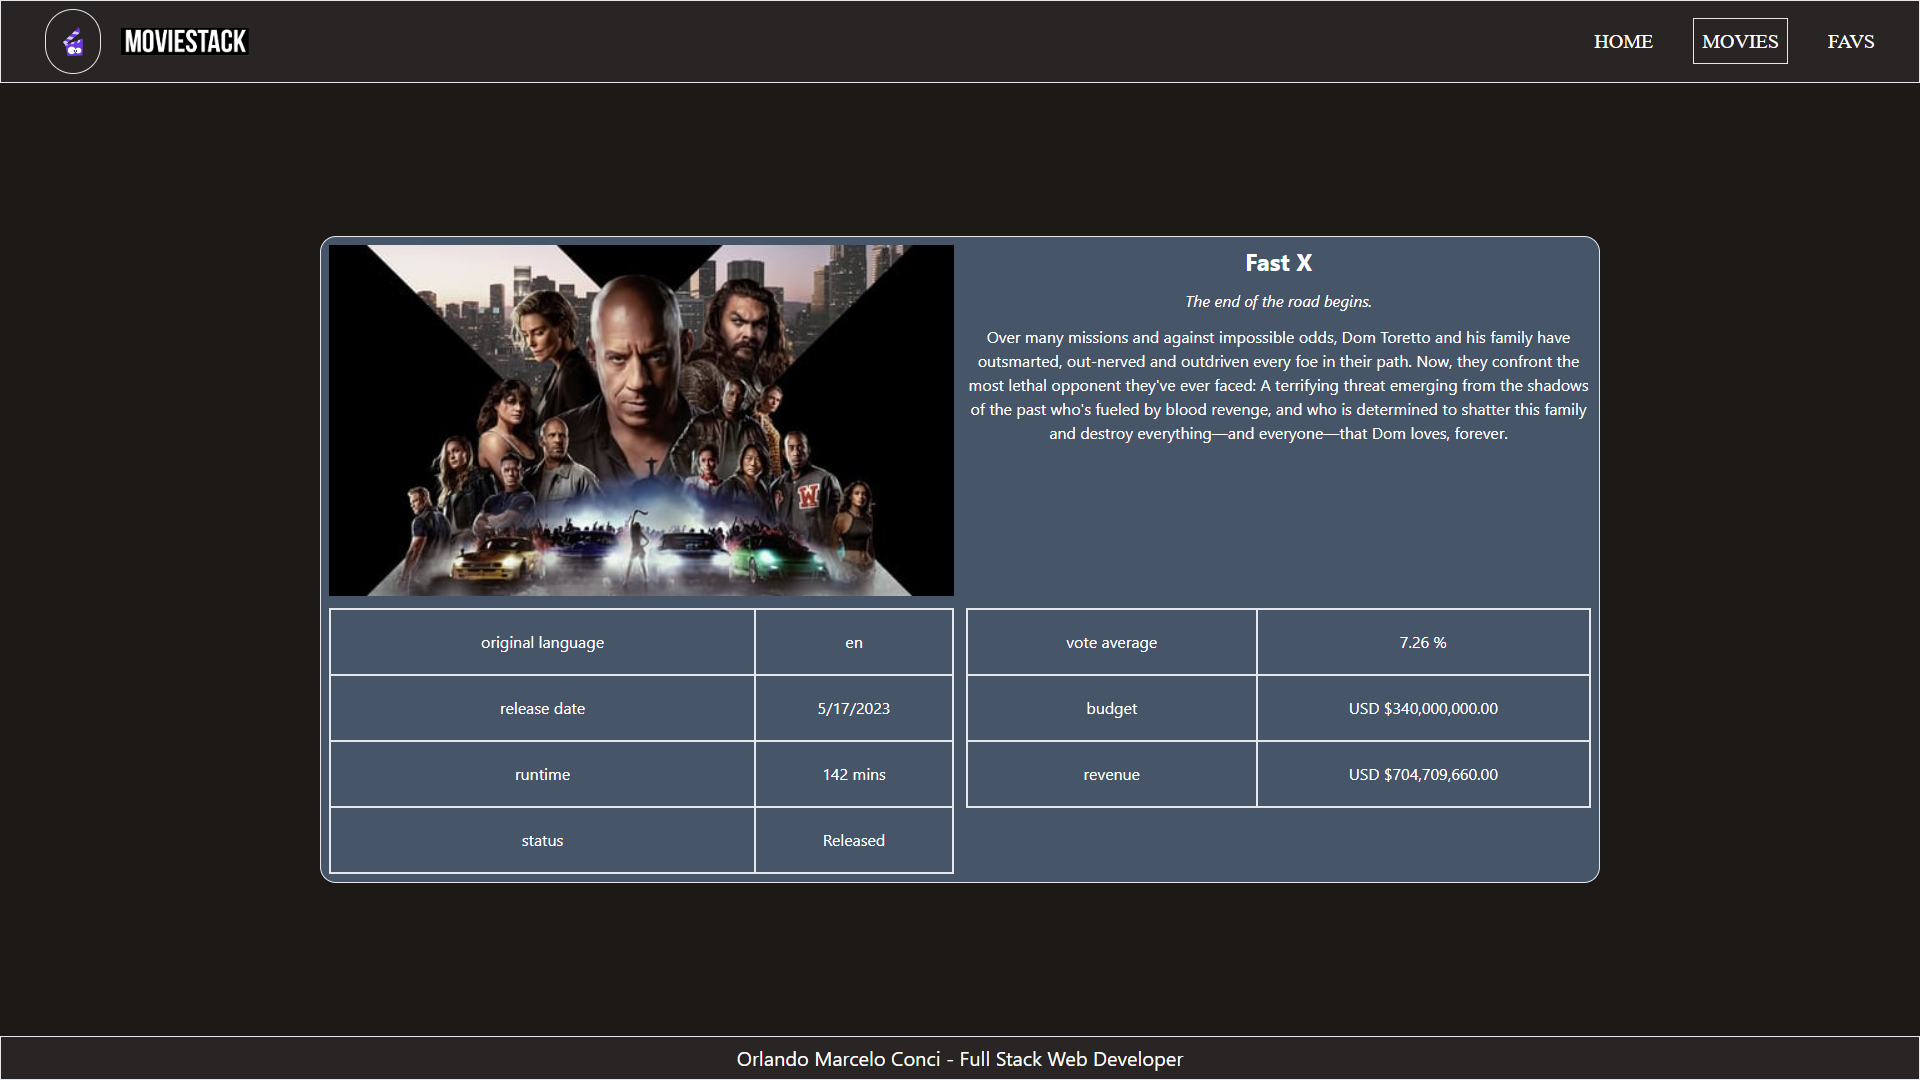 MOVIESTACK
HOME
MOVIES
FAVS
Fast X
The end of the road begins.
Over many missions and against impossible odds, Dom Toretto and his family have
outsmarted, out-nerved and outdriven every foe in their path. Now, they confront the
most lethal opponent they've ever faced: A terrifying threat emerging from the shadows
of the past who's fueled by blood revenge, and who is determined to shatter this family
and destroy everything—and everyone—that Dom loves, forever.
W
original language en
release date 5/17/2023
runtime 142 mins
status Released
vote average 7.26 %
budget USD $340,000,000.00
revenue USD $704,709,660.00
Orlando Marcelo Conci - Full Stack Web Developer